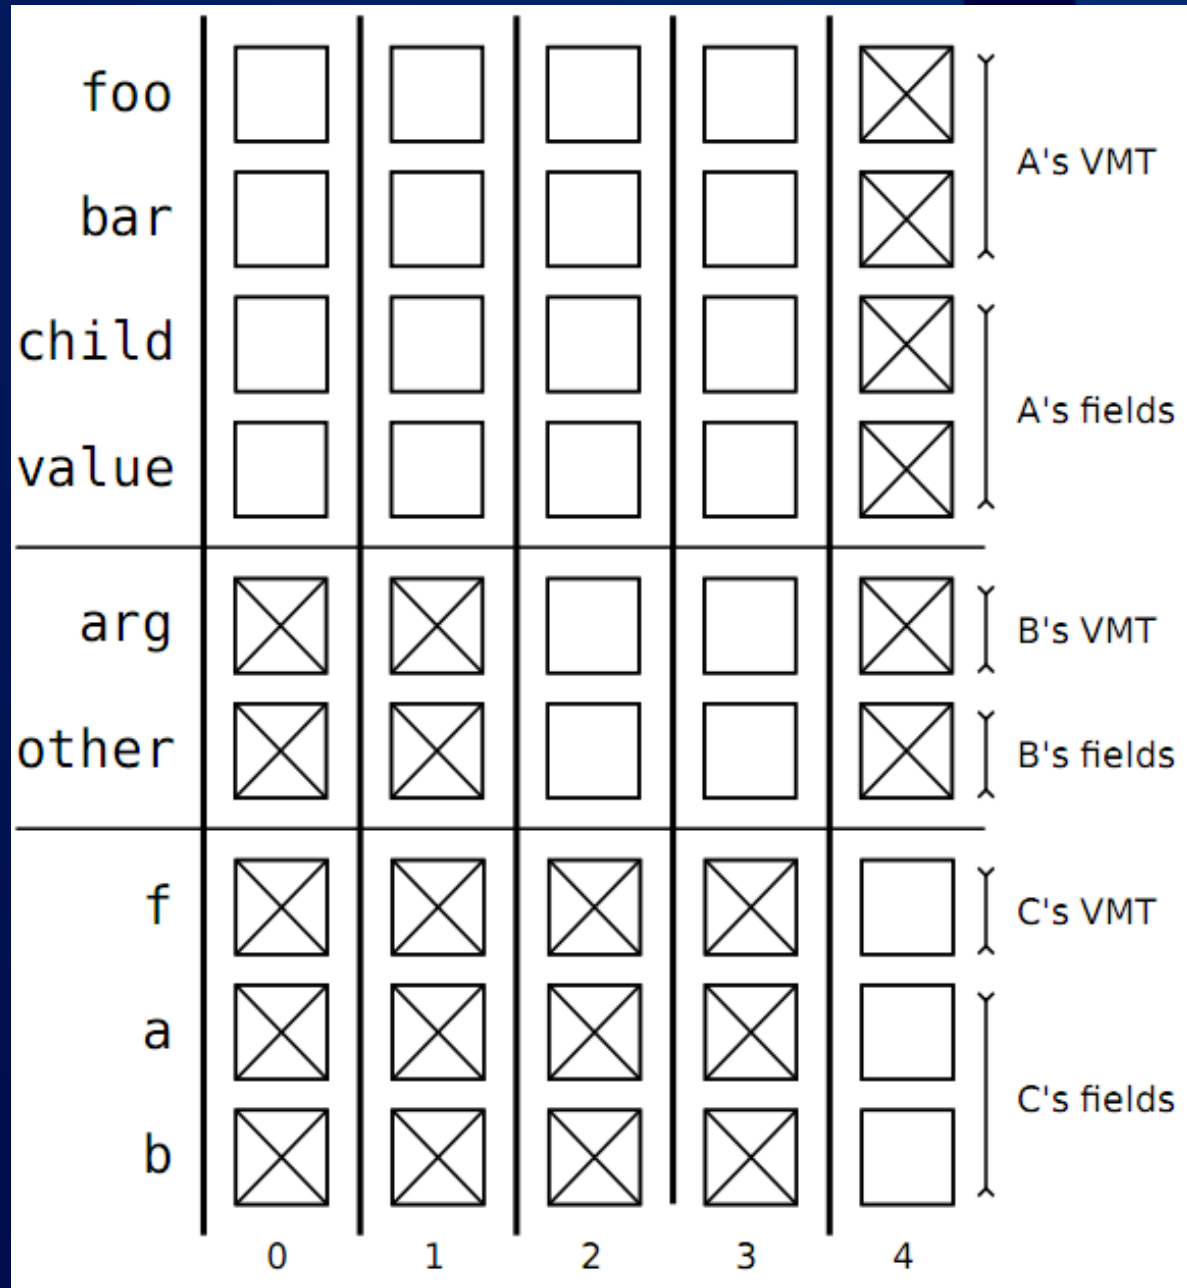 foo
A's VMT
bar
child
A's fields
value
arg
B's VMT
other
B's fields
f
C's VMT
a
C's fields
b
0 1 2 3 4